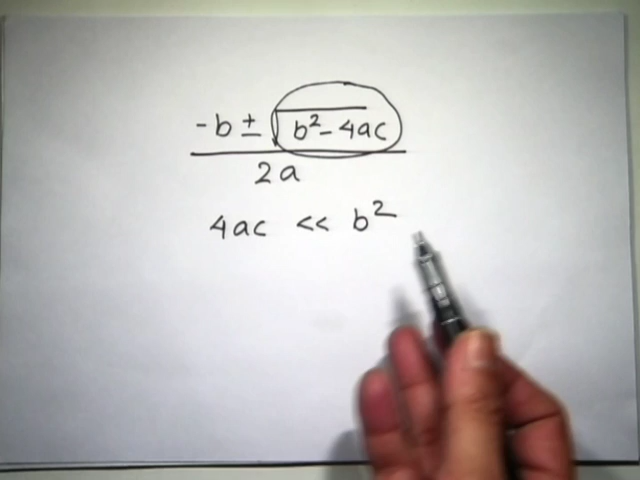 -b ± √b²-4ac
2a
4ac << b²